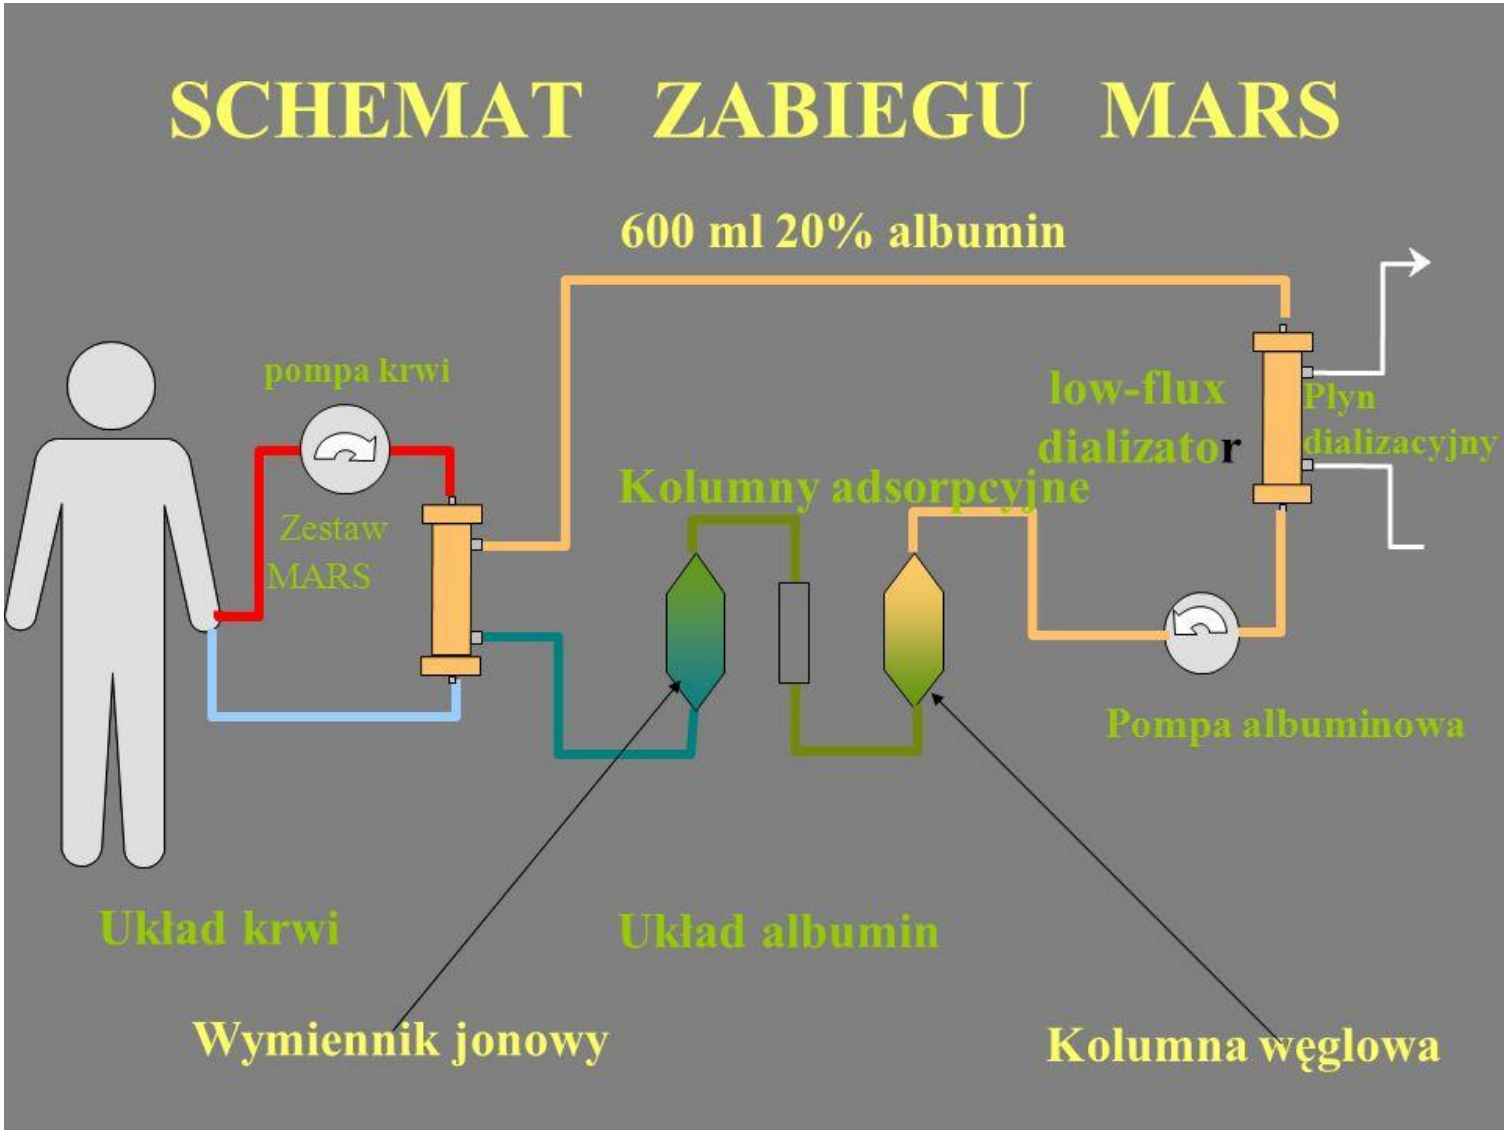 SCHEMAT ZABIEGU MARS
600 ml 20% albumin
pompa krwi
low-flux
dializator
Płyn
dializacyjny
Kolumny adsorpcyjne
Zestaw
MARS
Pompa albuminowa
Układ krwi
Układ albumin
Wymiennik jonowy
Kolumna węglowa